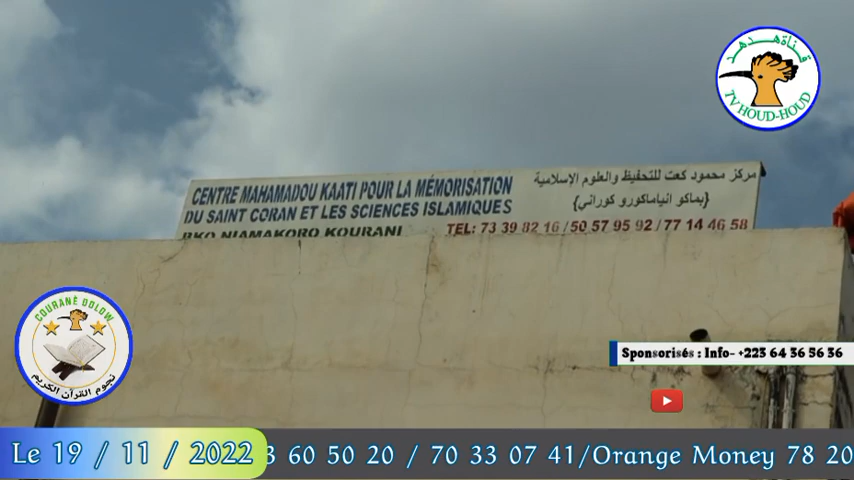 قناة هدهد
TV HOUD-HOUD
CENTRE MAHAMADOU KAATI POUR LA MÉMORISATION
DU SAINT CORAN ET LES SCIENCES ISLAMIQUES
BKO NIAMAKORO KOURANI
مركز محمود كعت للتحفيظ والعلوم الإسلامية
{بماكو انياماكورو كوراني}
TEL: 73 39 82 16 / 50 57 95 92 / 77 14 46 58
COURANÈ DOLOW
نجوم القرآن الكريم
Sponsorisés : Info- +223 64 36 56 36
Le 19 / 11 / 2022
3 60 50 20 / 70 33 07 41/Orange Money 78 20